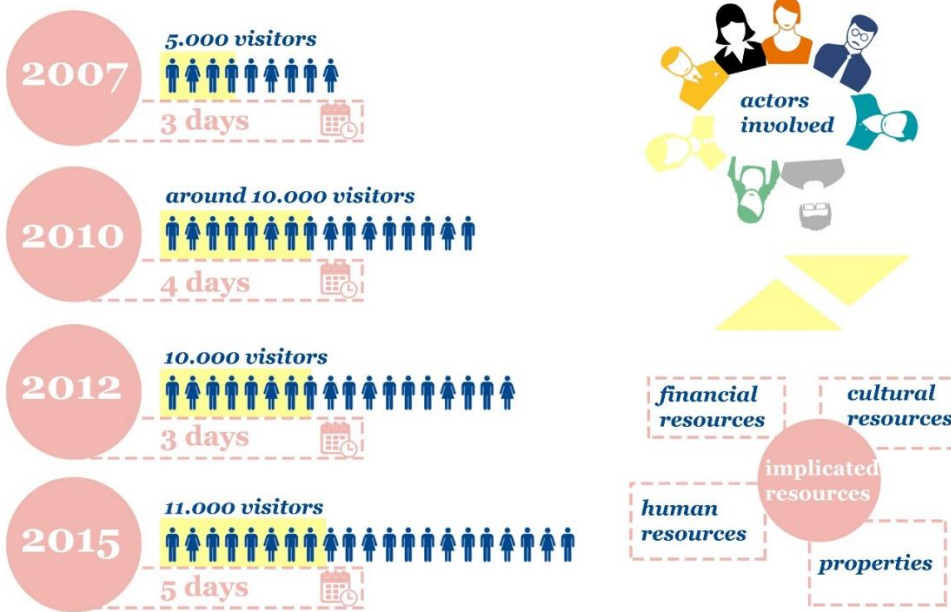 2007
5.000 visitors
3 days
2010
around 10.000 visitors
4 days
2012
10.000 visitors
3 days
2015
11.000 visitors
5 days
actors
involved
financial
resources
cultural
resources
implicated
resources
human
resources
properties